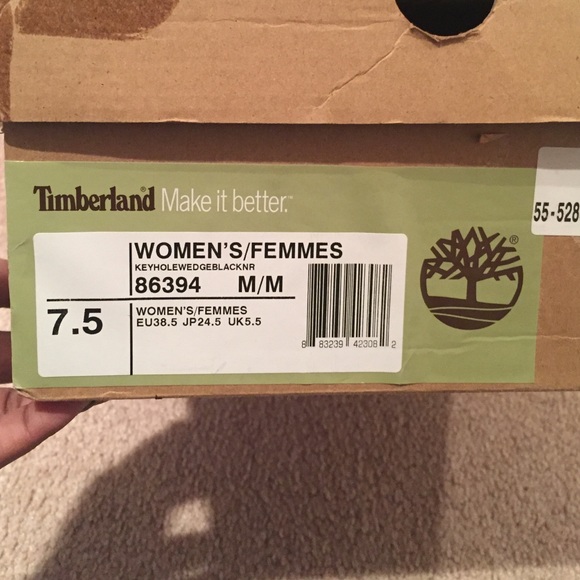 Timberland® Make it better.™
55-528
®
WOMEN'S/FEMMES
KEYHOLEWEDGEBLACKNR
86394 M/M
7.5
WOMEN'S/FEMMES
EU38.5 JP24.5 UK5.5
8 83239 42308 2